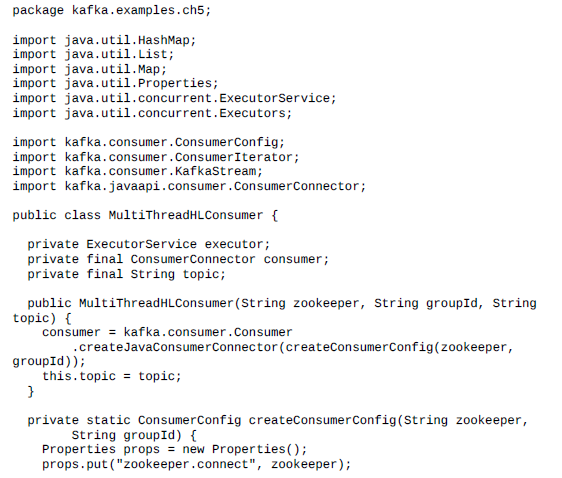 package kafka.examples.ch5;

import java.util.HashMap;
import java.util.List;
import java.util.Map;
import java.util.Properties;
import java.util.concurrent.ExecutorService;
import java.util.concurrent.Executors;

import kafka.consumer.ConsumerConfig;
import kafka.consumer.ConsumerIterator;
import kafka.consumer.KafkaStream;
import kafka.javaapi.consumer.ConsumerConnector;

public class MultiThreadHLConsumer {

  private ExecutorService executor;
  private final ConsumerConnector consumer;
  private final String topic;

  public MultiThreadHLConsumer(String zookeeper, String groupId, String
topic) {
    consumer = kafka.consumer.Consumer
        .createJavaConsumerConnector(createConsumerConfig(zookeeper,
groupId));
    this.topic = topic;
  }

  private static ConsumerConfig createConsumerConfig(String zookeeper,
        String groupId) {
    Properties props = new Properties();
    props.put("zookeeper.connect", zookeeper);